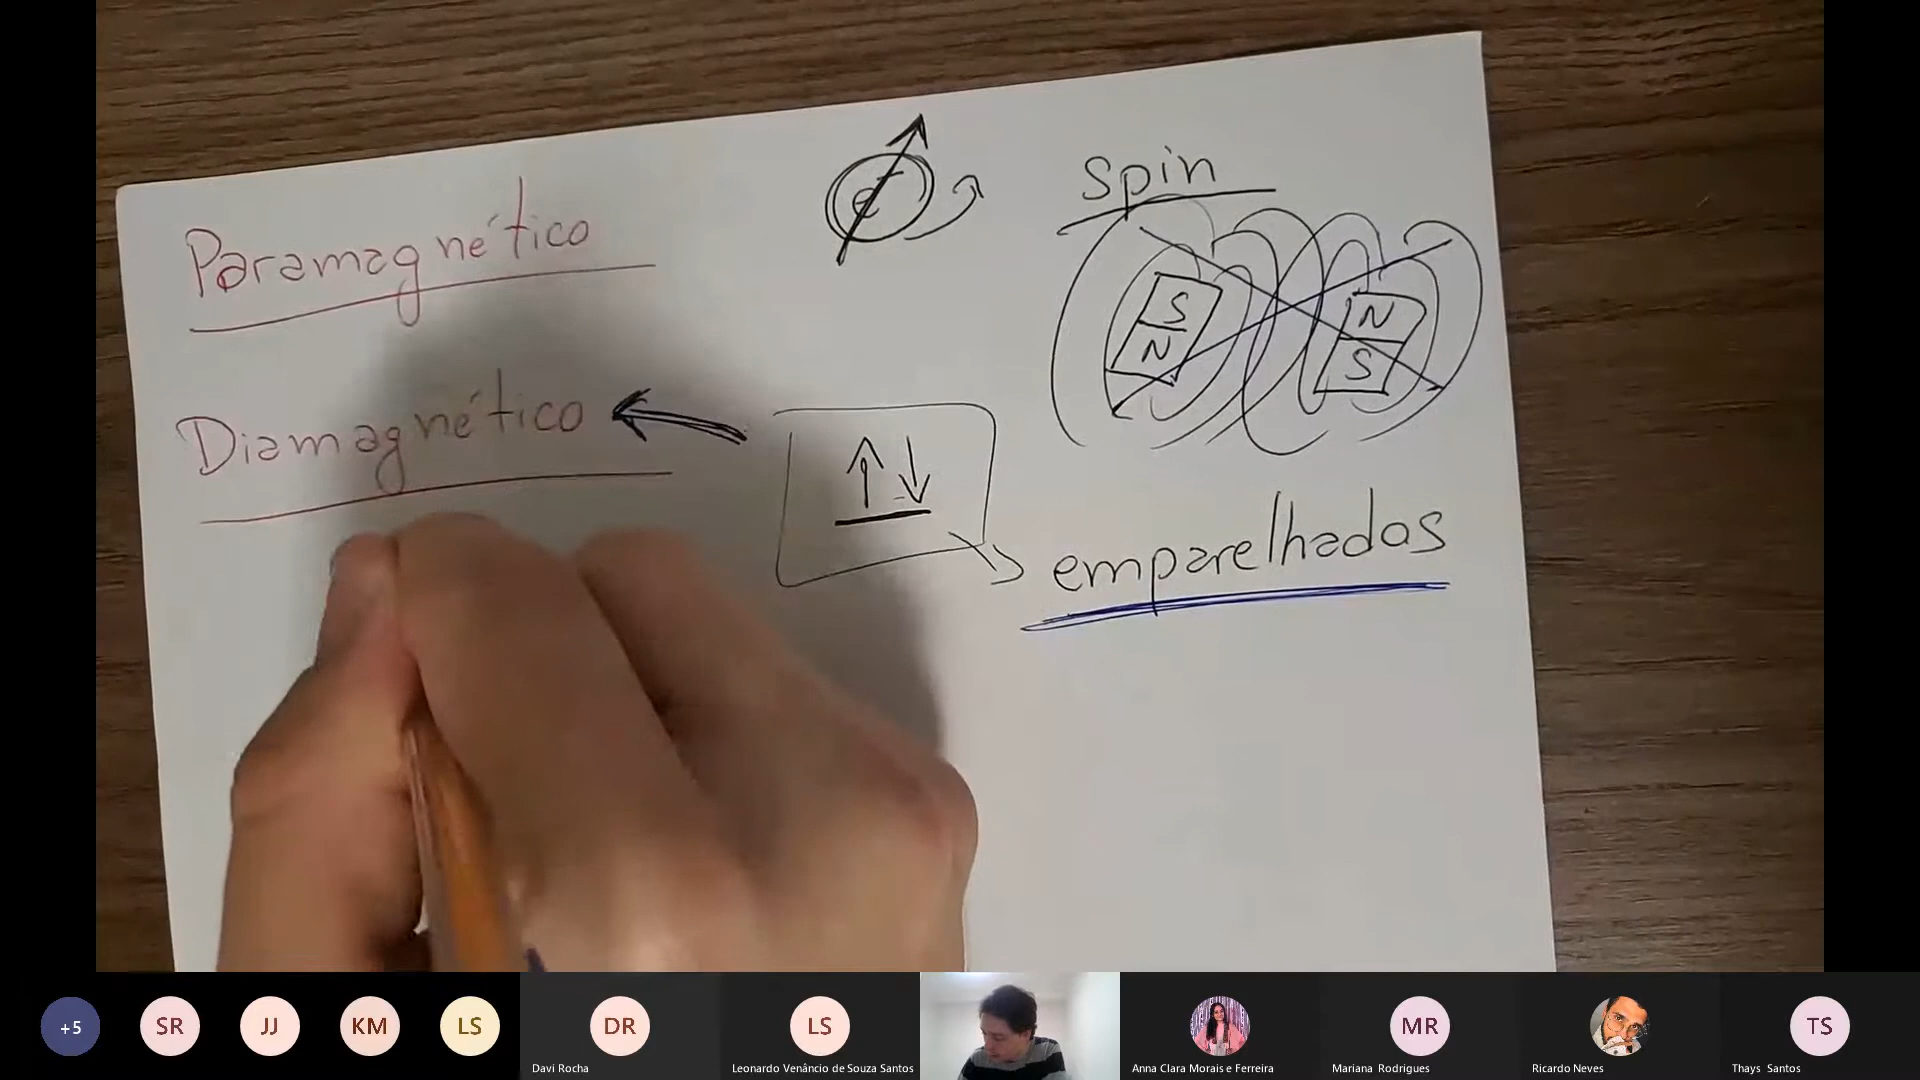 Paramagnético
e⁻
spin
S
N
N
S
Diamagnético
emparelhados
+5
SR
JJ
KM
LS
DR
LS
MR
TS
Davi Rocha
Leonardo Venâncio de Souza Santos
Anna Clara Morais e Ferreira
Mariana Rodrigues
Ricardo Neves
Thays Santos